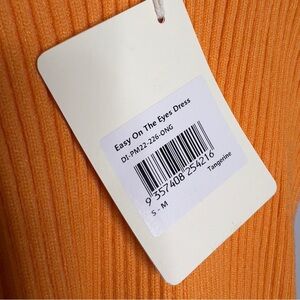 Easy On The Eyes Dress
DI-PM22-226-ONG
9 357408 254216
S - M
Tangerine